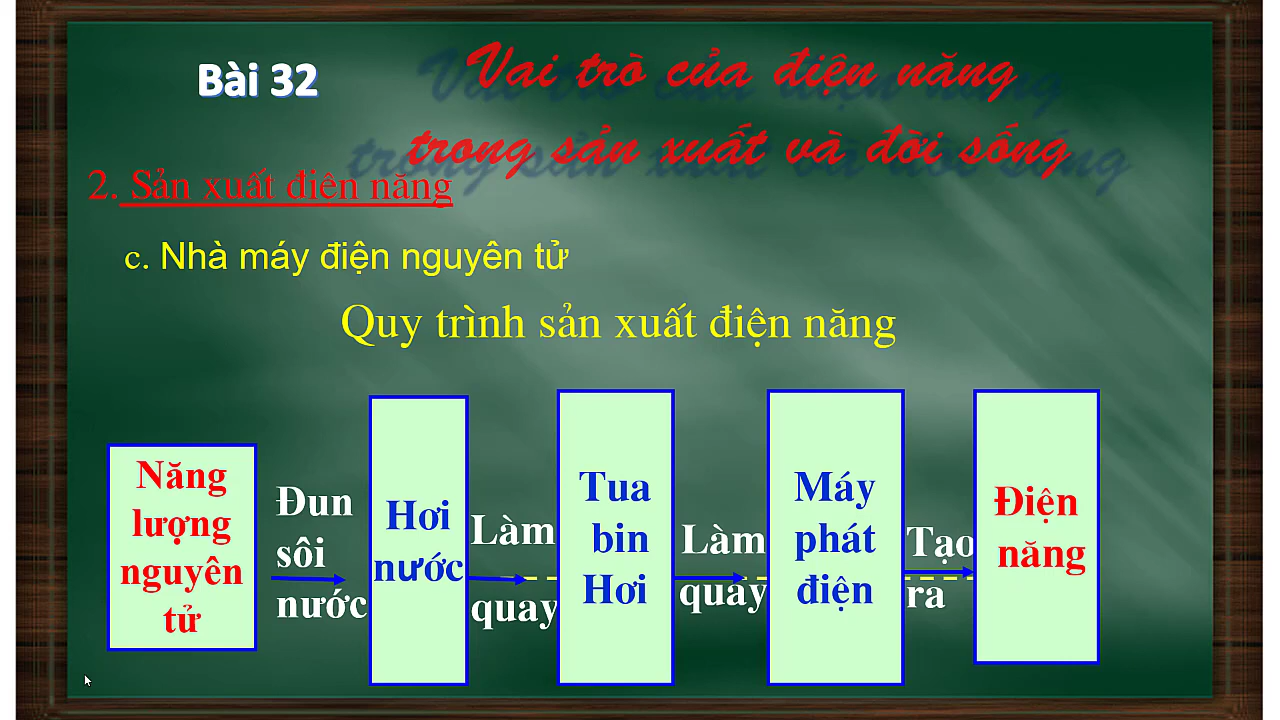 Bài 32
Vai trò của điện năng
trong sản xuất và đời sống
2. Sản xuất điên năng
c. Nhà máy điện nguyên tử
Quy trình sản xuất điện năng
Năng
lượng
nguyên
tử
Đun
sôi
nước
Hơi
nước
Làm
quay
Tua
bin
Hơi
Làm
quay
Máy
phát
điện
Tạo
ra
Điện
năng